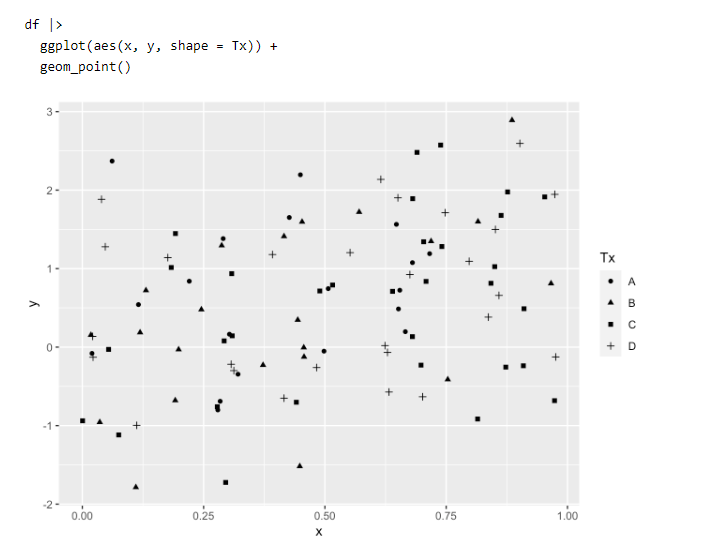 df |>
  ggplot(aes(x, y, shape = Tx)) +
  geom_point()
3
2
1
0
-1
-2
y
0.00 0.25 0.50 0.75 1.00
x
Tx
A
B
C
D